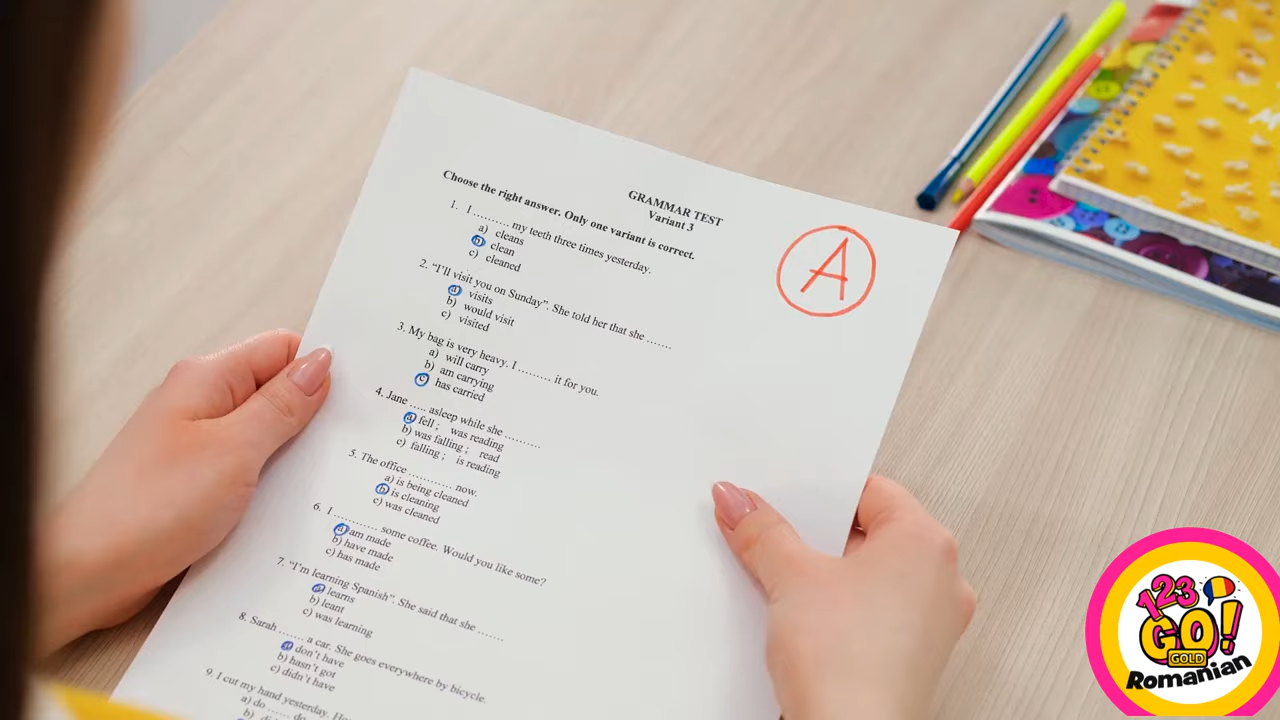 GRAMMAR TEST
Variant 3
Choose the right answer. Only one variant is correct.
1. I .......... my teeth three times yesterday.
a) cleans
b) clean
c) cleaned
2. “I’ll visit you on Sunday”. She told her that she .......
a) visits
b) would visit
c) visited
3. My bag is very heavy. I ......... it for you.
a) will carry
b) am carrying
c) has carried
4. Jane ..... asleep while she ..........
a) fell ; was reading
b) was falling ; read
c) falling ; is reading
5. The office ............ now.
a) is being cleaned
b) is cleaning
c) was cleaned
6. I ............ some coffee. Would you like some?
a) am made
b) have made
c) has made
7. “I’m learning Spanish”. She said that she .......
a) learns
b) leant
c) was learning
8. Sarah ....... a car. She goes everywhere by bicycle.
a) don’t have
b) hasn’t got
c) didn’t have
9. I cut my hand yesterday.
a) do ...... do
A
123
GO!
GOLD
Romanian